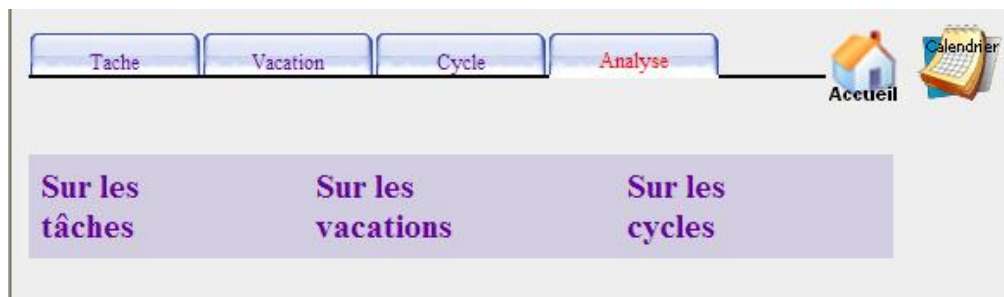 Tache Vacation Cycle Analyse
Accueil
Calendrier
Sur les tâches
Sur les vacations
Sur les cycles